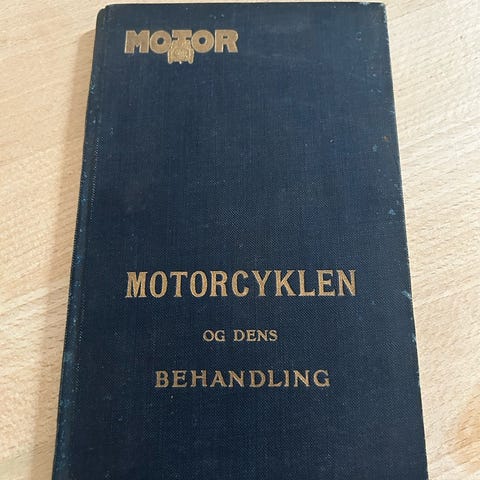 MOTOR
MOTORCYKLEN
OG DENS
BEHANDLING